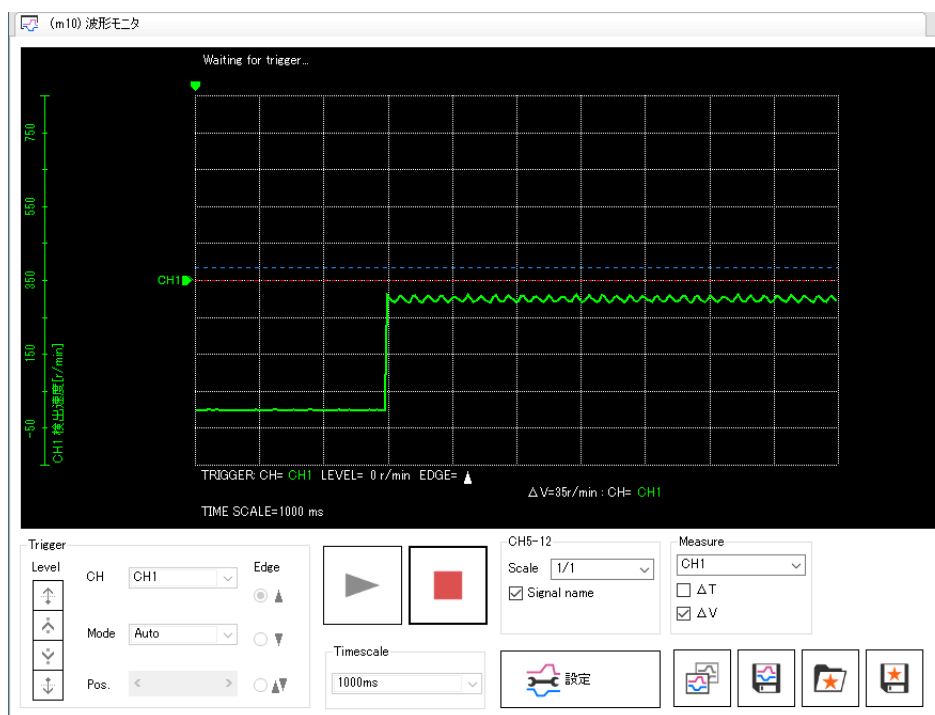 (m10) 波形モニタ
Waiting for trigger...
750
550
350
150
-50
CH1 検出速度[r/min]
CH1
TRIGGER: CH= CH1 LEVEL= 0 r/min EDGE=
ΔV=35r/min : CH= CH1
TIME SCALE=1000 ms
Trigger
Level
CH CH1
Edge
Mode Auto
Pos.
Timescale
1000ms
CH5-12
Scale 1/1
Signal name
設定
Measure
CH1
ΔT
ΔV